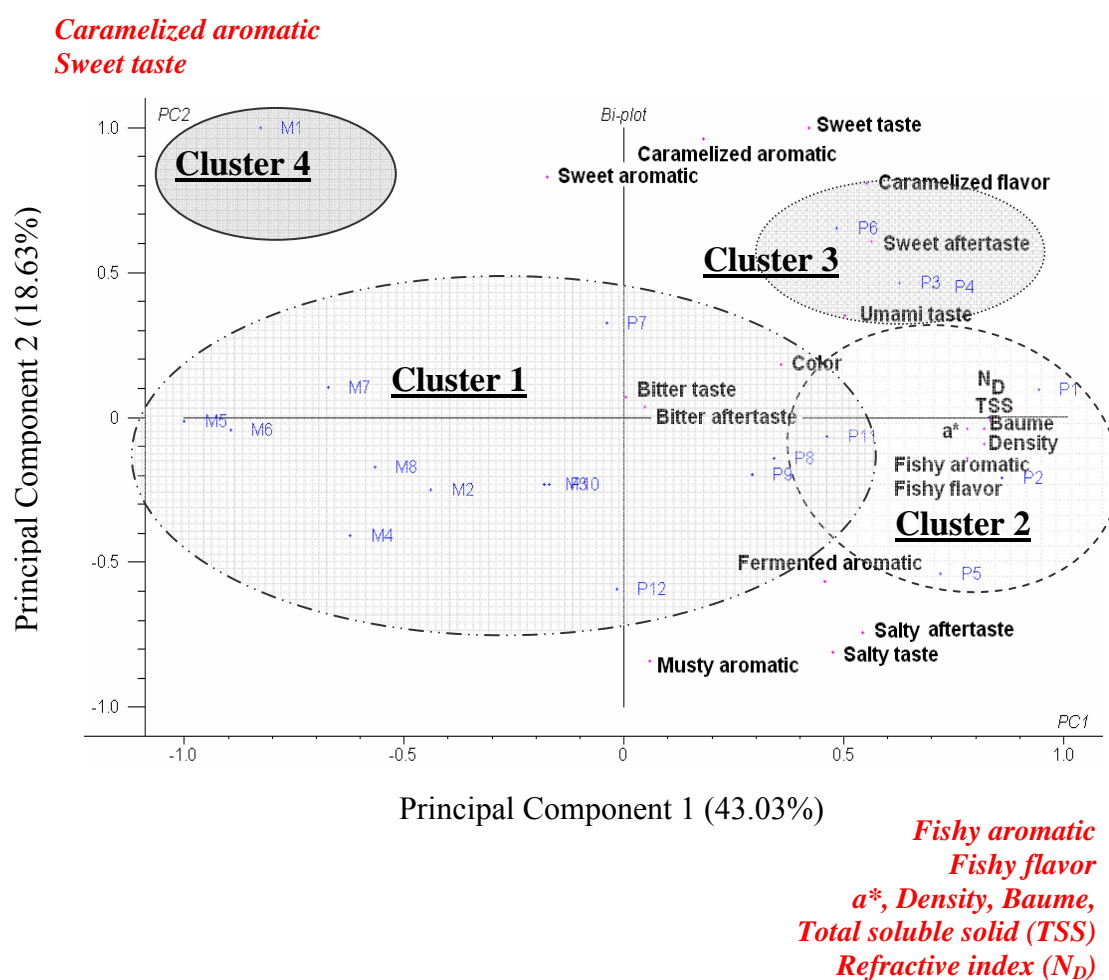 Caramelized aromatic
Sweet taste
PC2
Bi-plot
1.0
M1
Sweet taste
Cluster 4
Caramelized aromatic
Sweet aromatic
Caramelized flavor
P6
Sweet aftertaste
Cluster 3
0.5
P3
P4
Umami taste
P7
Color
Cluster 1
M7
Bitter taste
ND
P1
0
M5
M6
Bitter aftertaste
TSS
Baume
a*
Density
P11
M8
P8
Fishy aromatic
P9
P2
M2
M3
P10
Fishy flavor
Cluster 2
M4
-0.5
Fermented aromatic
P5
P12
Salty aftertaste
Musty aromatic
Salty taste
-1.0
PC1
-1.0
-0.5
0
0.5
1.0
Principal Component 2 (18.63%)
Principal Component 1 (43.03%)
Fishy aromatic
Fishy flavor
a*, Density, Baume,
Total soluble solid (TSS)
Refractive index (ND)